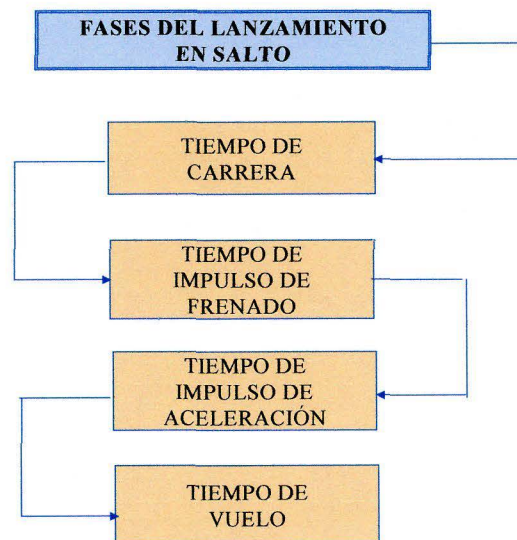 FASES DEL LANZAMIENTO
EN SALTO
TIEMPO DE
CARRERA
TIEMPO DE
IMPULSO DE
FRENADO
TIEMPO DE
IMPULSO DE
ACELERACIÓN
TIEMPO DE
VUELO